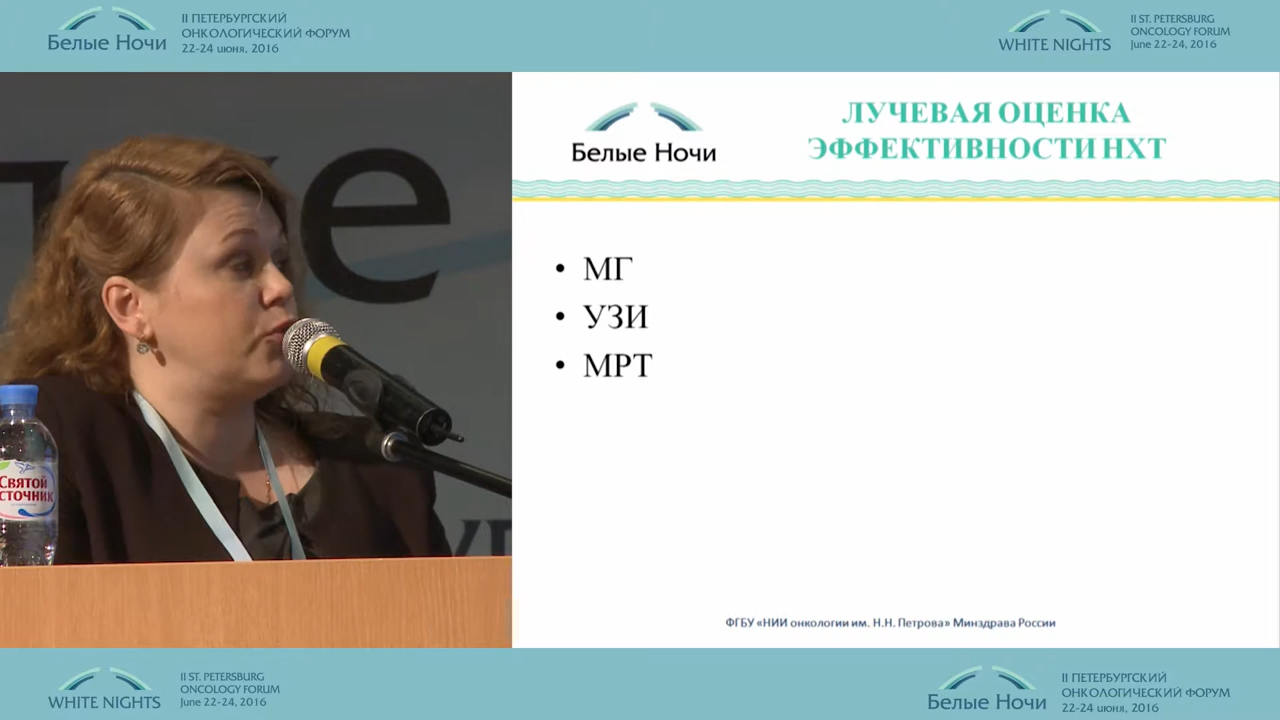 Белые Ночи
II ПЕТЕРБУРГСКИЙ
ОНКОЛОГИЧЕСКИЙ ФОРУМ
22-24 июня, 2016
WHITE NIGHTS
II ST. PETERSBURG
ONCOLOGY FORUM
June 22-24, 2016
Белые Ночи
ЛУЧЕВАЯ ОЦЕНКА
ЭФФЕКТИВНОСТИ НХТ
• МГ
• УЗИ
• МРТ
ФГБУ «НИИ онкологии им. Н.Н. Петрова» Минздрава России
Святой
сточник
WHITE NIGHTS
II ST. PETERSBURG
ONCOLOGY FORUM
June 22-24, 2016
Белые Ночи
II ПЕТЕРБУРГСКИЙ
ОНКОЛОГИЧЕСКИЙ ФОРУМ
22-24 июня, 2016